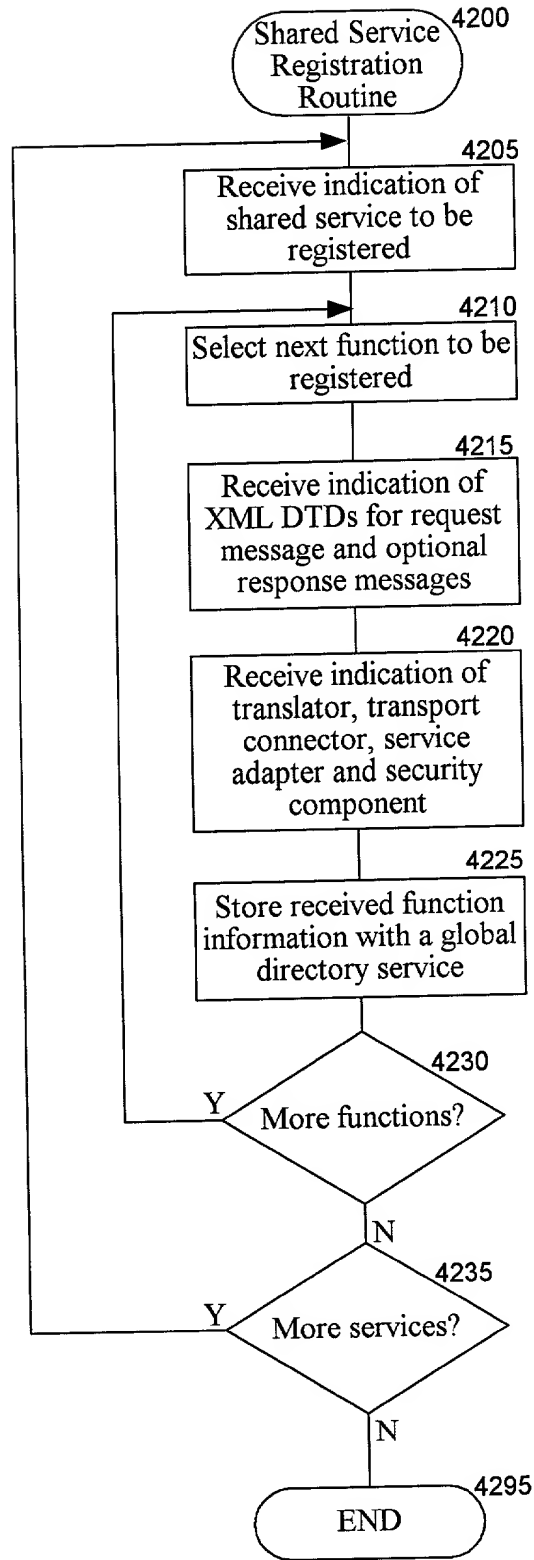 4200
Shared Service
Registration
Routine
4205
Receive indication of
shared service to be
registered
4210
Select next function to be
registered
4215
Receive indication of
XML DTDs for request
message and optional
response messages
4220
Receive indication of
translator, transport
connector, service
adapter and security
component
4225
Store received function
information with a global
directory service
4230
Y
More functions?
N
4235
Y
More services?
N
4295
END